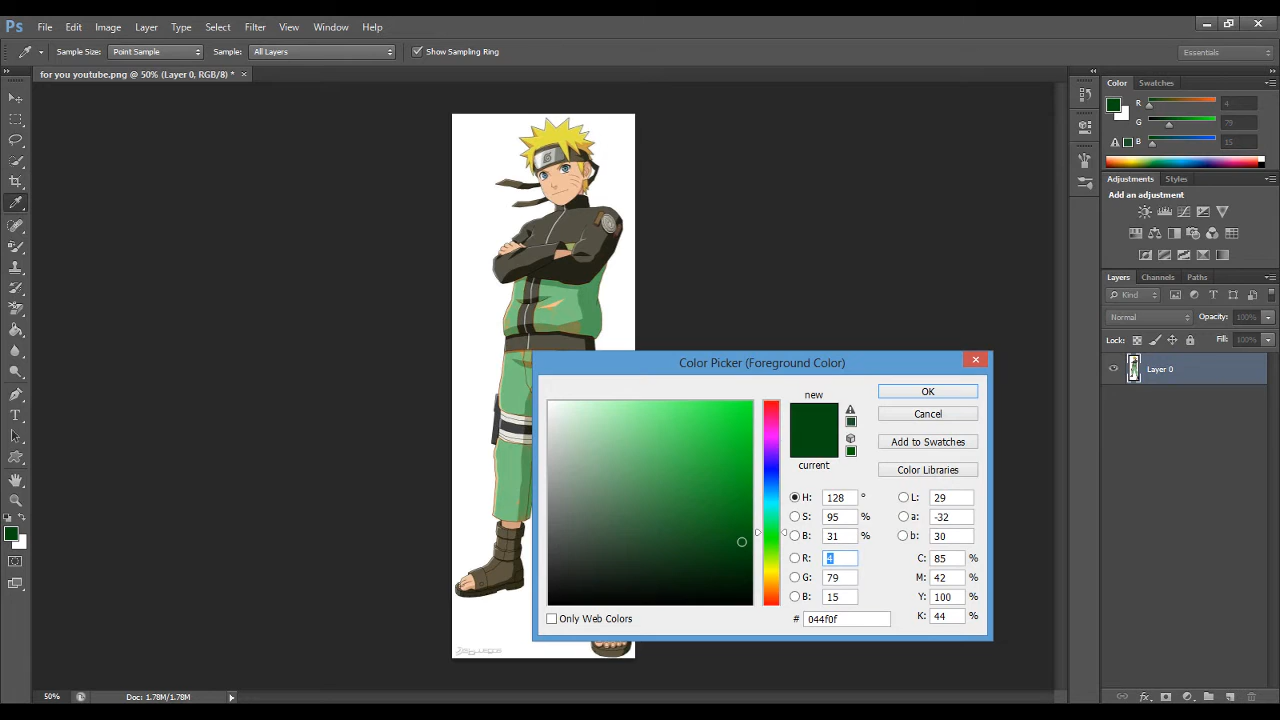 Ps File Edit Image Layer Type Select Filter View Window Help
Sample Size: Point Sample Sample: All Layers Show Sampling Ring Essentials
for you youtube.png @ 50% (Layer 0, RGB/8) *
Color Swatches
R 4
G 79
B 15
Adjustments Styles
Add an adjustment
Layers Channels Paths
Kind
Normal Opacity: 100%
Lock: Fill: 100%
Layer 0
Color Picker (Foreground Color)
new
current
OK
Cancel
Add to Swatches
Color Libraries
H: 128 ° L: 29
S: 95 % a: -32
B: 31 % b: 30
R: 4 C: 85 %
G: 79 M: 42 %
B: 15 Y: 100 %
# 044f0f K: 44 %
Only Web Colors
50% Doc: 1.78M/1.78M